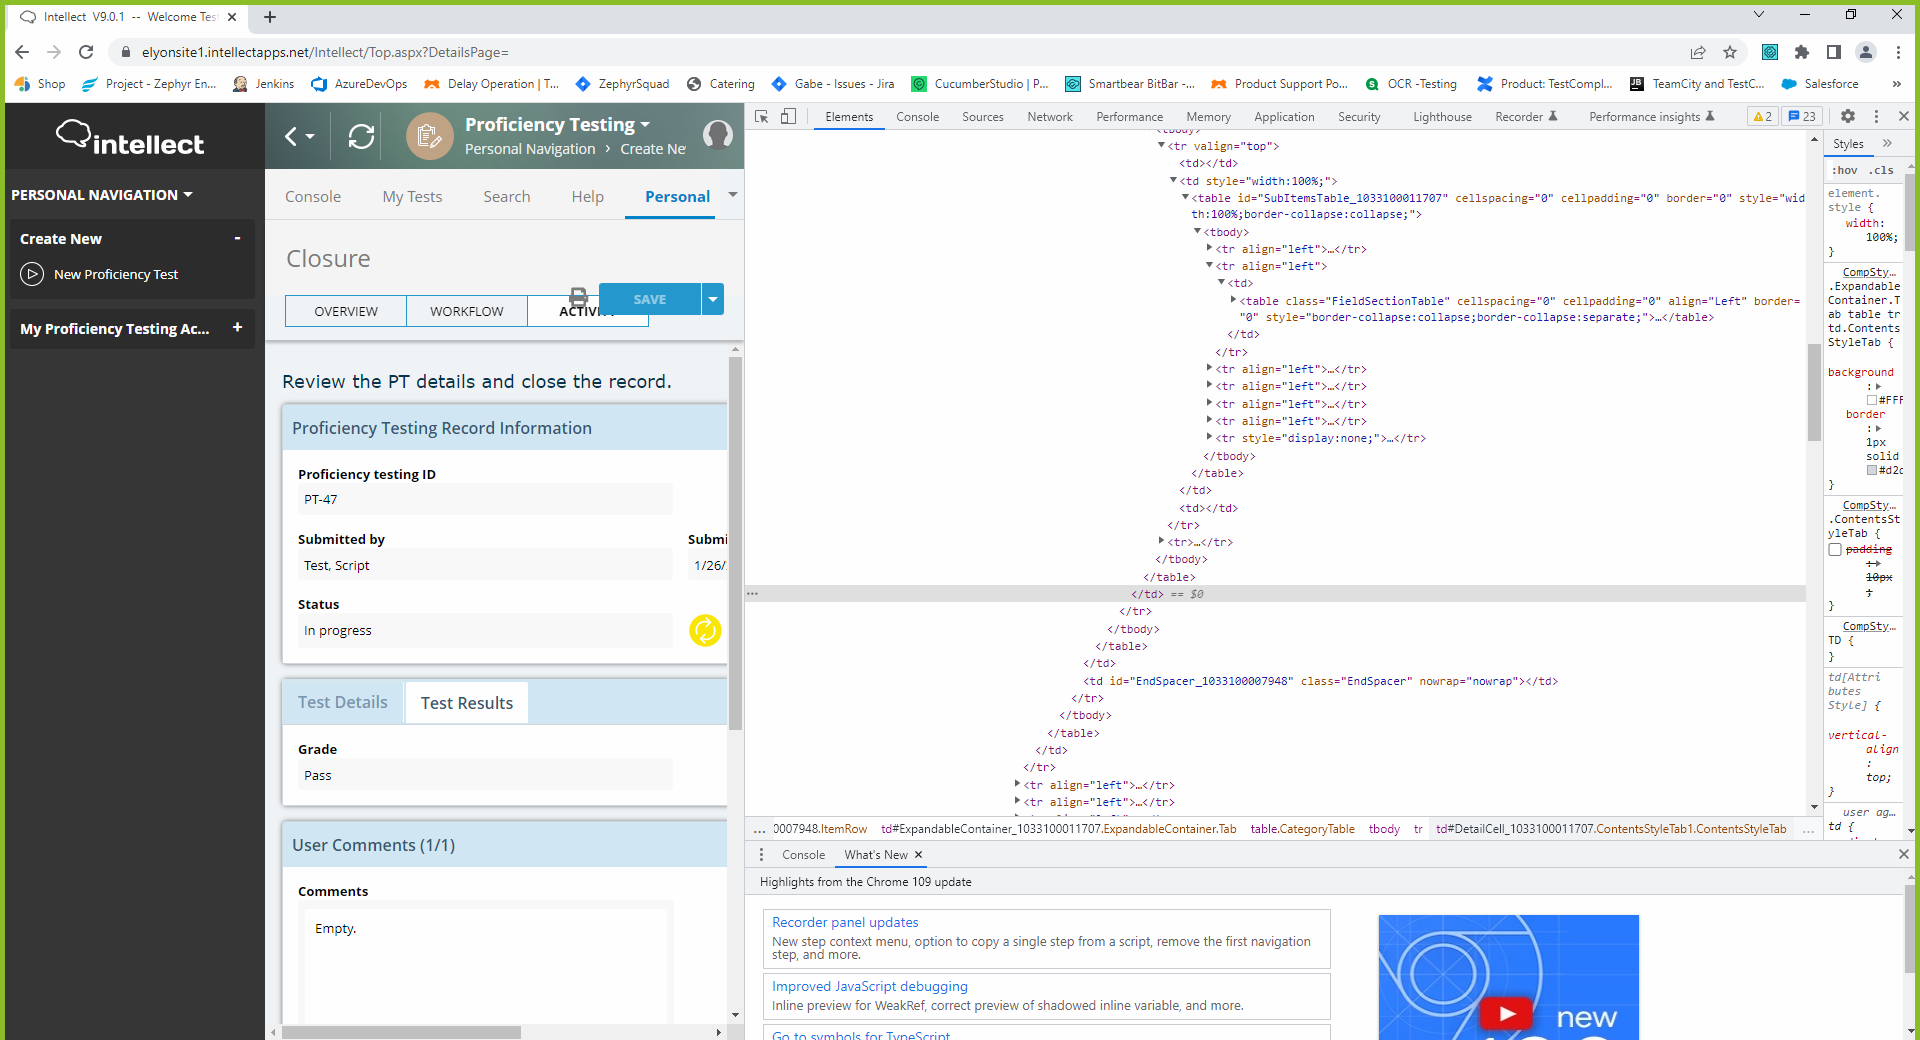 Intellect V9.0.1 -- Welcome Tes
elyonsite1.intellectapps.net/Intellect/Top.aspx?DetailsPage=
Shop
Project - Zephyr En...
Jenkins
AzureDevOps
Delay Operation | T...
ZephyrSquad
Catering
Gabe - Issues - Jira
CucumberStudio | P...
Smartbear BitBar -...
Product Support Po...
OCR -Testing
Product: TestCompl...
TeamCity and TestC...
Salesforce
»
intellect
PERSONAL NAVIGATION
Create New -
New Proficiency Test
My Proficiency Testing Ac... +
Proficiency Testing
Personal Navigation › Create Ne
Console My Tests Search Help Personal
Closure
OVERVIEW WORKFLOW ACTIVI
SAVE
Review the PT details and close the record.
Proficiency Testing Record Information
Proficiency testing ID
PT-47
Submitted by Submi
Test, Script 1/26/
Status
In progress
Test Details Test Results
Grade
Pass
User Comments (1/1)
Comments
Empty.
Elements Console Sources Network Performance Memory Application Security Lighthouse Recorder Performance insights 2 23
<tbody>
<tr valign="top">
<td></td>
<td style="width:100%;">
<table id="SubItemsTable_1033100011707" cellspacing="0" cellpadding="0" border="0" style="wid
th:100%;border-collapse:collapse;">
<tbody>
<tr align="left">…</tr>
<tr align="left">
<td>
<table class="FieldSectionTable" cellspacing="0" cellpadding="0" align="Left" border=
"0" style="border-collapse:collapse;border-collapse:separate;">…</table>
</td>
</tr>
<tr align="left">…</tr>
<tr align="left">…</tr>
<tr align="left">…</tr>
<tr align="left">…</tr>
<tr style="display:none;">…</tr>
</tbody>
</table>
</td>
<td></td>
</tr>
<tr>…</tr>
</tbody>
</table>
… </td> == $0
</tr>
</tbody>
</table>
</td>
<td id="EndSpacer_1033100007948" class="EndSpacer" nowrap="nowrap"></td>
</tr>
</tbody>
</table>
</td>
</tr>
<tr align="left">…</tr>
<tr align="left">…</tr>
... 0007948.ItemRow td#ExpandableContainer_1033100011707.ExpandableContainer.Tab table.CategoryTable tbody tr td#DetailCell_1033100011707.ContentsStyleTab1.ContentsStyleTab ...
Styles »
:hov .cls
element.
style {
width:
100%;
}
CompSty…
.Expandable
Container.T
ab table tr
td.Contents
StyleTab {
background
:
#FFF
border
:
1px
solid
#d2c
}
CompSty…
.ContentsSt
yleTab {
padding
:
10px
;
}
CompSty…
TD {
}
td[Attri
butes
Style] {
vertical-
align
:
top;
}
user ag…
td {
Console What's New
Highlights from the Chrome 109 update
Recorder panel updates
New step context menu, option to copy a single step from a script, remove the first navigation
step, and more.
Improved JavaScript debugging
Inline preview for WeakRef, correct preview of shadowed inline variable, and more.
Go to symbols for TypeScript
new